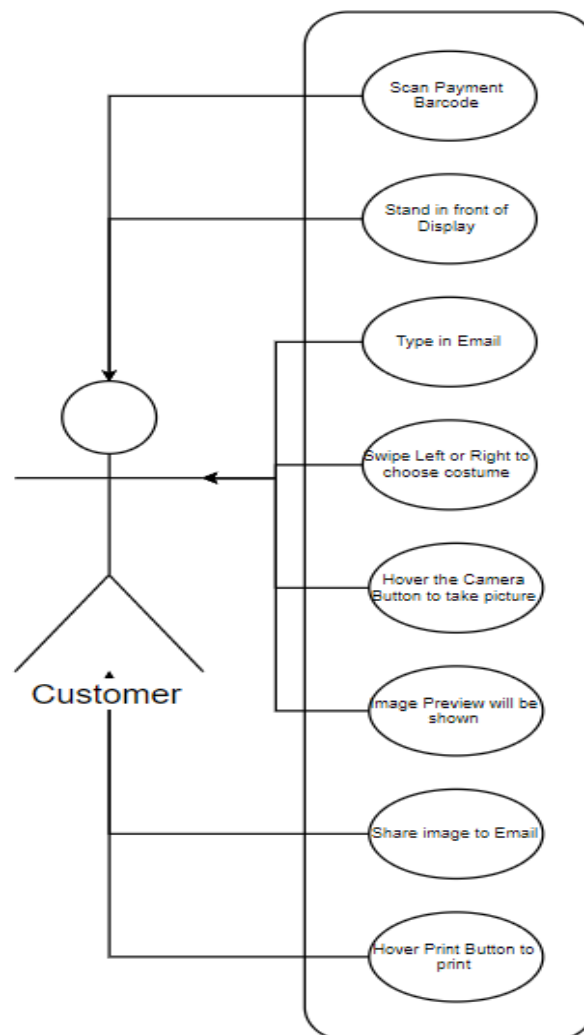 Scan Payment
Barcode
Stand in front of
Display
Type in Email
Swipe Left or Right to
choose costume
Hover the Camera
Button to take picture
Image Preview will be
shown
Customer
Share image to Email
Hover Print Button to
print